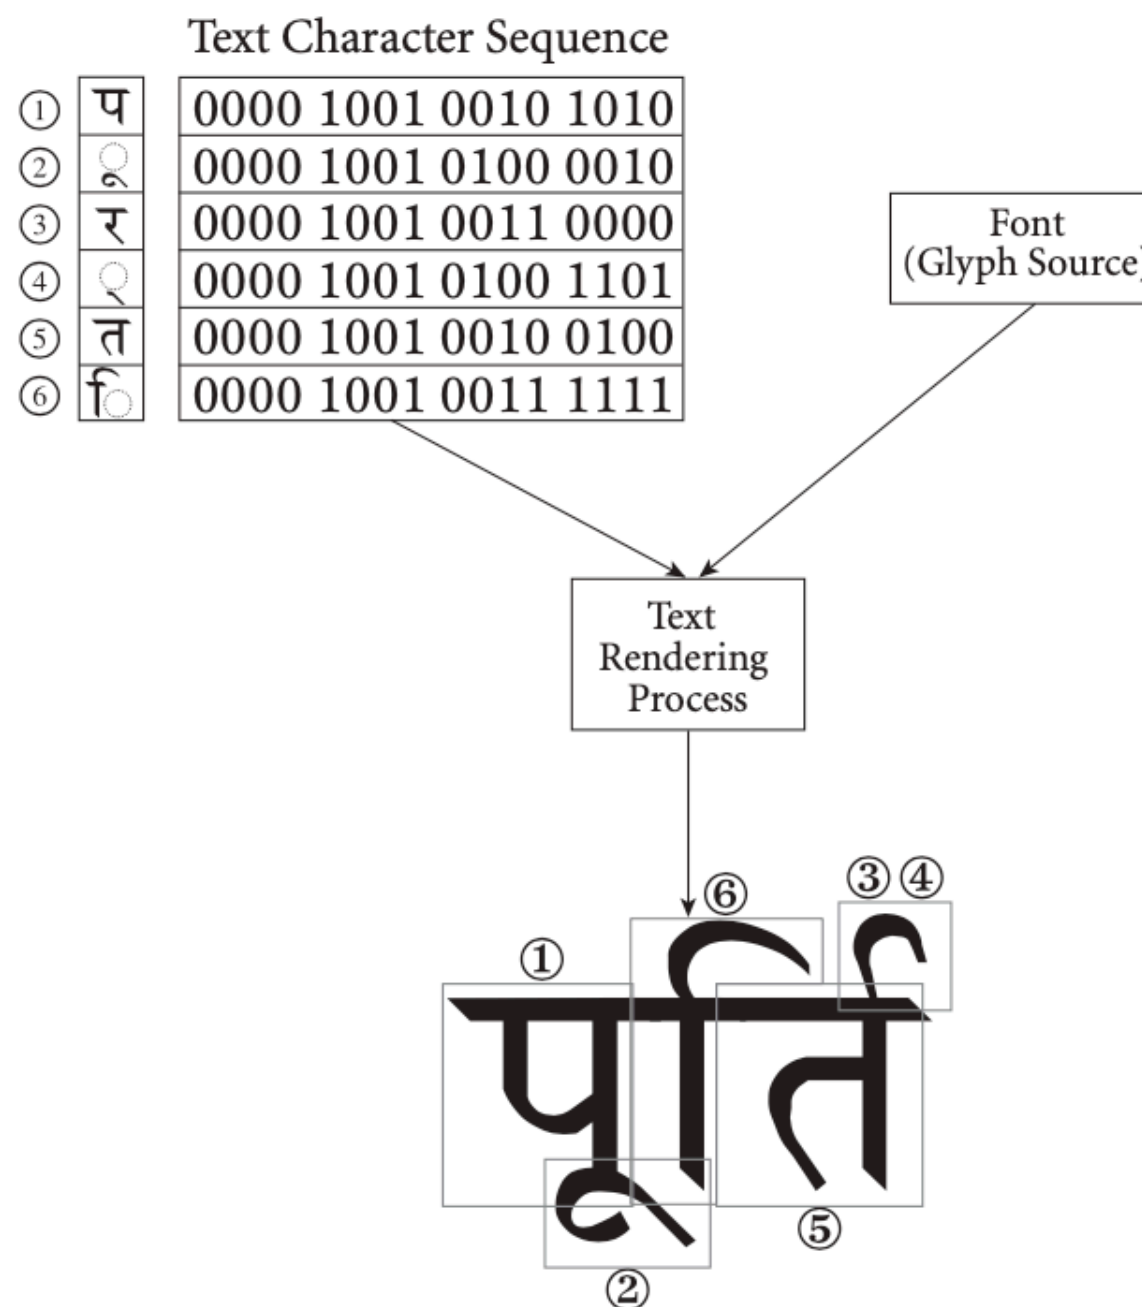 Text Character Sequence
① प 0000 1001 0010 1010
② ू 0000 1001 0100 0010
③ र 0000 1001 0011 0000
④ ् 0000 1001 0100 1101
⑤ त 0000 1001 0010 0100
⑥ ि 0000 1001 0011 1111
Font
(Glyph Source)
Text
Rendering
Process
③ ④
⑥
①
पूर्ति
⑤
②